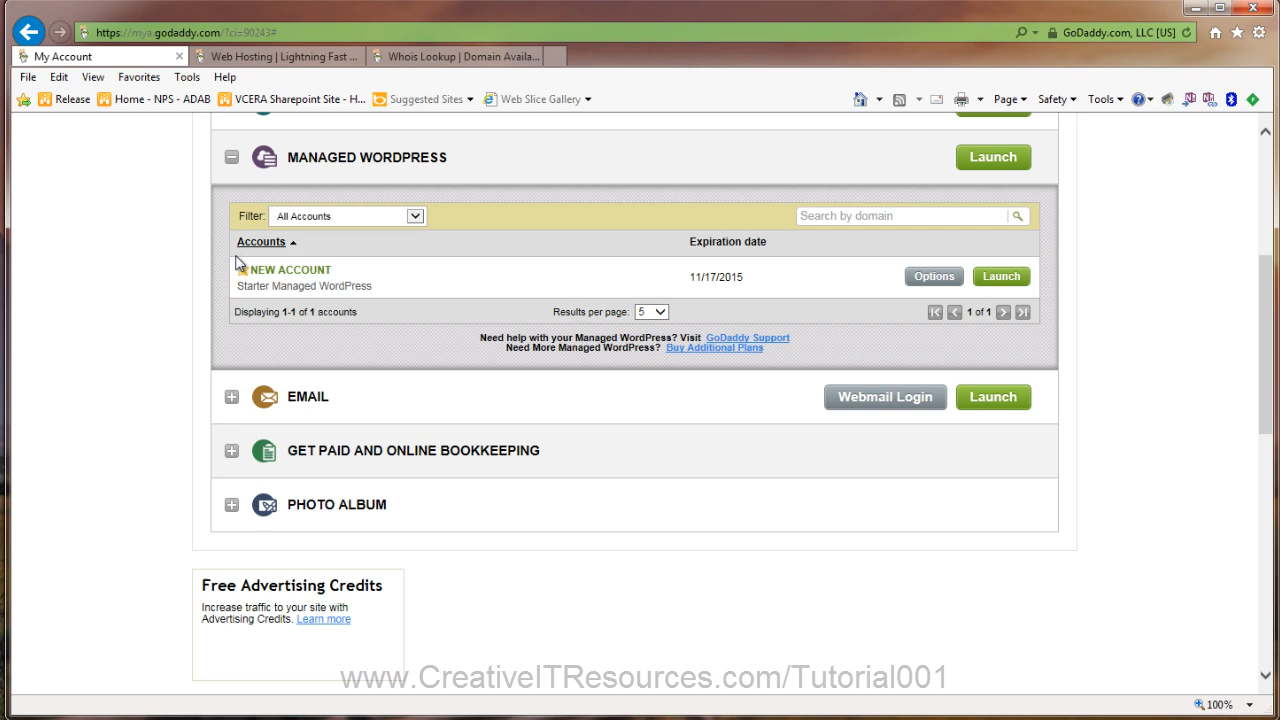 https://mya.godaddy.com/?ci=90243#
GoDaddy.com, LLC [US]
My Account
Web Hosting | Lightning Fast ...
Whois Lookup | Domain Availa...
File Edit View Favorites Tools Help
Release
Home - NPS - ADAB
VCERA Sharepoint Site - H...
Suggested Sites
Web Slice Gallery
Page
Safety
Tools
MANAGED WORDPRESS
Launch
Filter: All Accounts
Search by domain
Accounts
Expiration date
NEW ACCOUNT
Starter Managed WordPress
11/17/2015
Options
Launch
Displaying 1-1 of 1 accounts
Results per page: 5
1 of 1
Need help with your Managed WordPress? Visit GoDaddy Support
Need More Managed WordPress? Buy Additional Plans
EMAIL
Webmail Login
Launch
GET PAID AND ONLINE BOOKKEEPING
PHOTO ALBUM
Free Advertising Credits
Increase traffic to your site with
Advertising Credits. Learn more
www.CreativeITResources.com/Tutorial001
100%